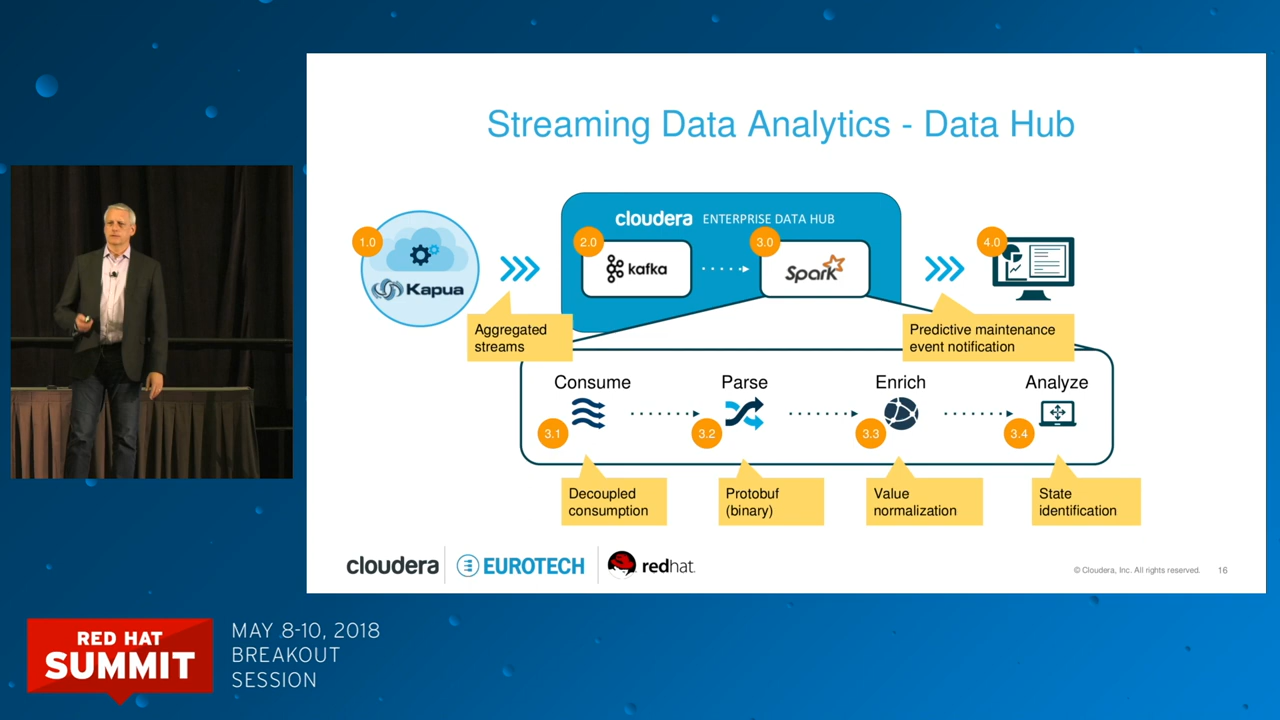 Streaming Data Analytics - Data Hub
1.0
Kapua
Aggregated
streams
cloudera ENTERPRISE DATA HUB
2.0
kafka
3.0
Spark
4.0
Predictive maintenance
event notification
Consume
Parse
Enrich
Analyze
3.1
3.2
3.3
3.4
Decoupled
consumption
Protobuf
(binary)
Value
normalization
State
identification
cloudera
EUROTECH
redhat.
© Cloudera, Inc. All rights reserved.
16
RED HAT
SUMMIT
MAY 8-10, 2018
BREAKOUT
SESSION